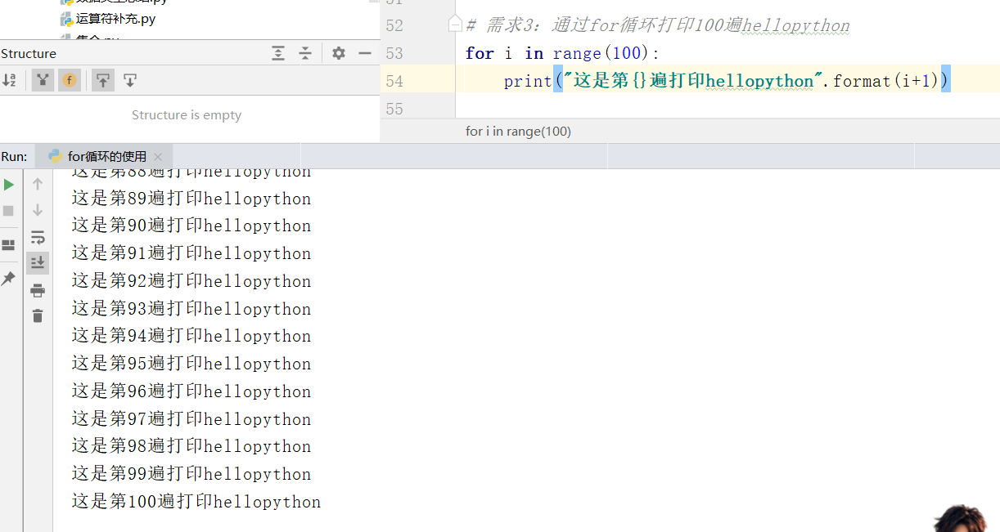 运算符补充.py
Structure
Structure is empty
52 # 需求3：通过for循环打印100遍hellopython
53 for i in range(100):
54 print("这是第{}遍打印hellopython".format(i+1))
55
for i in range(100)
Run: for循环的使用
这是第88遍打印hellopython
这是第89遍打印hellopython
这是第90遍打印hellopython
这是第91遍打印hellopython
这是第92遍打印hellopython
这是第93遍打印hellopython
这是第94遍打印hellopython
这是第95遍打印hellopython
这是第96遍打印hellopython
这是第97遍打印hellopython
这是第98遍打印hellopython
这是第99遍打印hellopython
这是第100遍打印hellopython